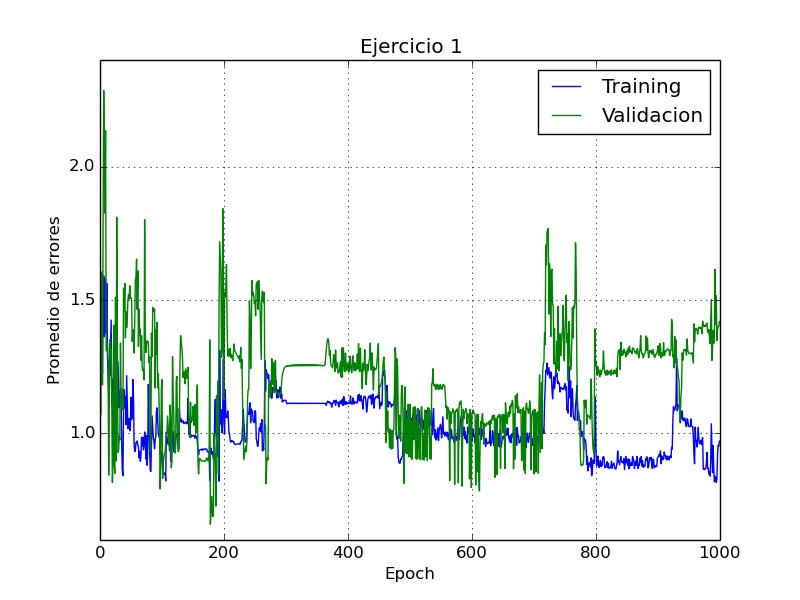 Ejercicio 1
Training
Validacion
Promedio de errores
2.0
1.5
1.0
0
200
400
600
800
1000
Epoch